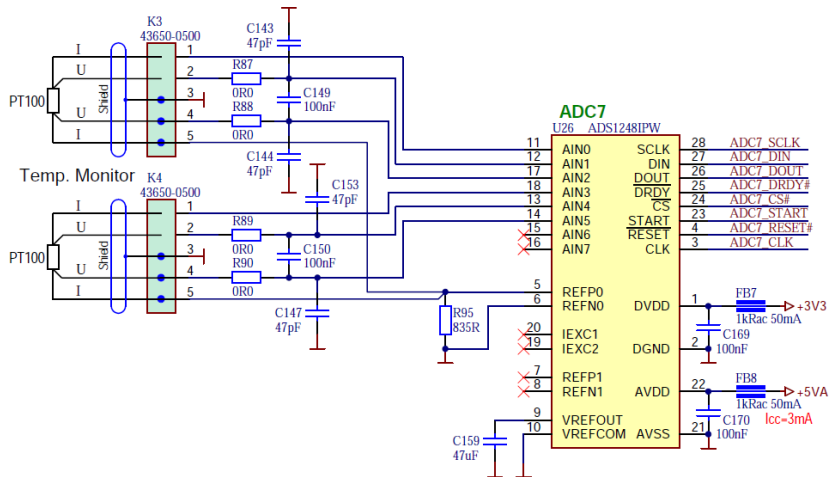 K3
43650-0500
I
U
U
I
PT100
Shield
1
2
3
4
5
R87
0R0
R88
0R0
C143
47pF
C149
100nF
C144
47pF
Temp. Monitor
K4
43650-0500
I
U
U
I
PT100
Shield
1
2
3
4
5
R89
0R0
R90
0R0
C153
47pF
C150
100nF
C147
47pF
R95
835R
C159
47uF
ADC7
U26 ADS1248IPW
11 AIN0
12 AIN1
17 AIN2
18 AIN3
13 AIN4
14 AIN5
15 AIN6
16 AIN7
5 REFP0
6 REFN0
20 IEXC1
19 IEXC2
7 REFP1
8 REFN1
9 VREFOUT
10 VREFCOM
SCLK 28 ADC7_SCLK
DIN 27 ADC7_DIN
DOUT 26 ADC7_DOUT
DRDY 25 ADC7_DRDY#
CS 24 ADC7_CS#
START 23 ADC7_START
RESET 4 ADC7_RESET#
CLK 3 ADC7_CLK
DVDD 1
DGND 2
AVDD 22
AVSS 21
FB7
1kRac 50mA
+3V3
C169
100nF
FB8
1kRac 50mA
+5VA
Icc=3mA
C170
100nF